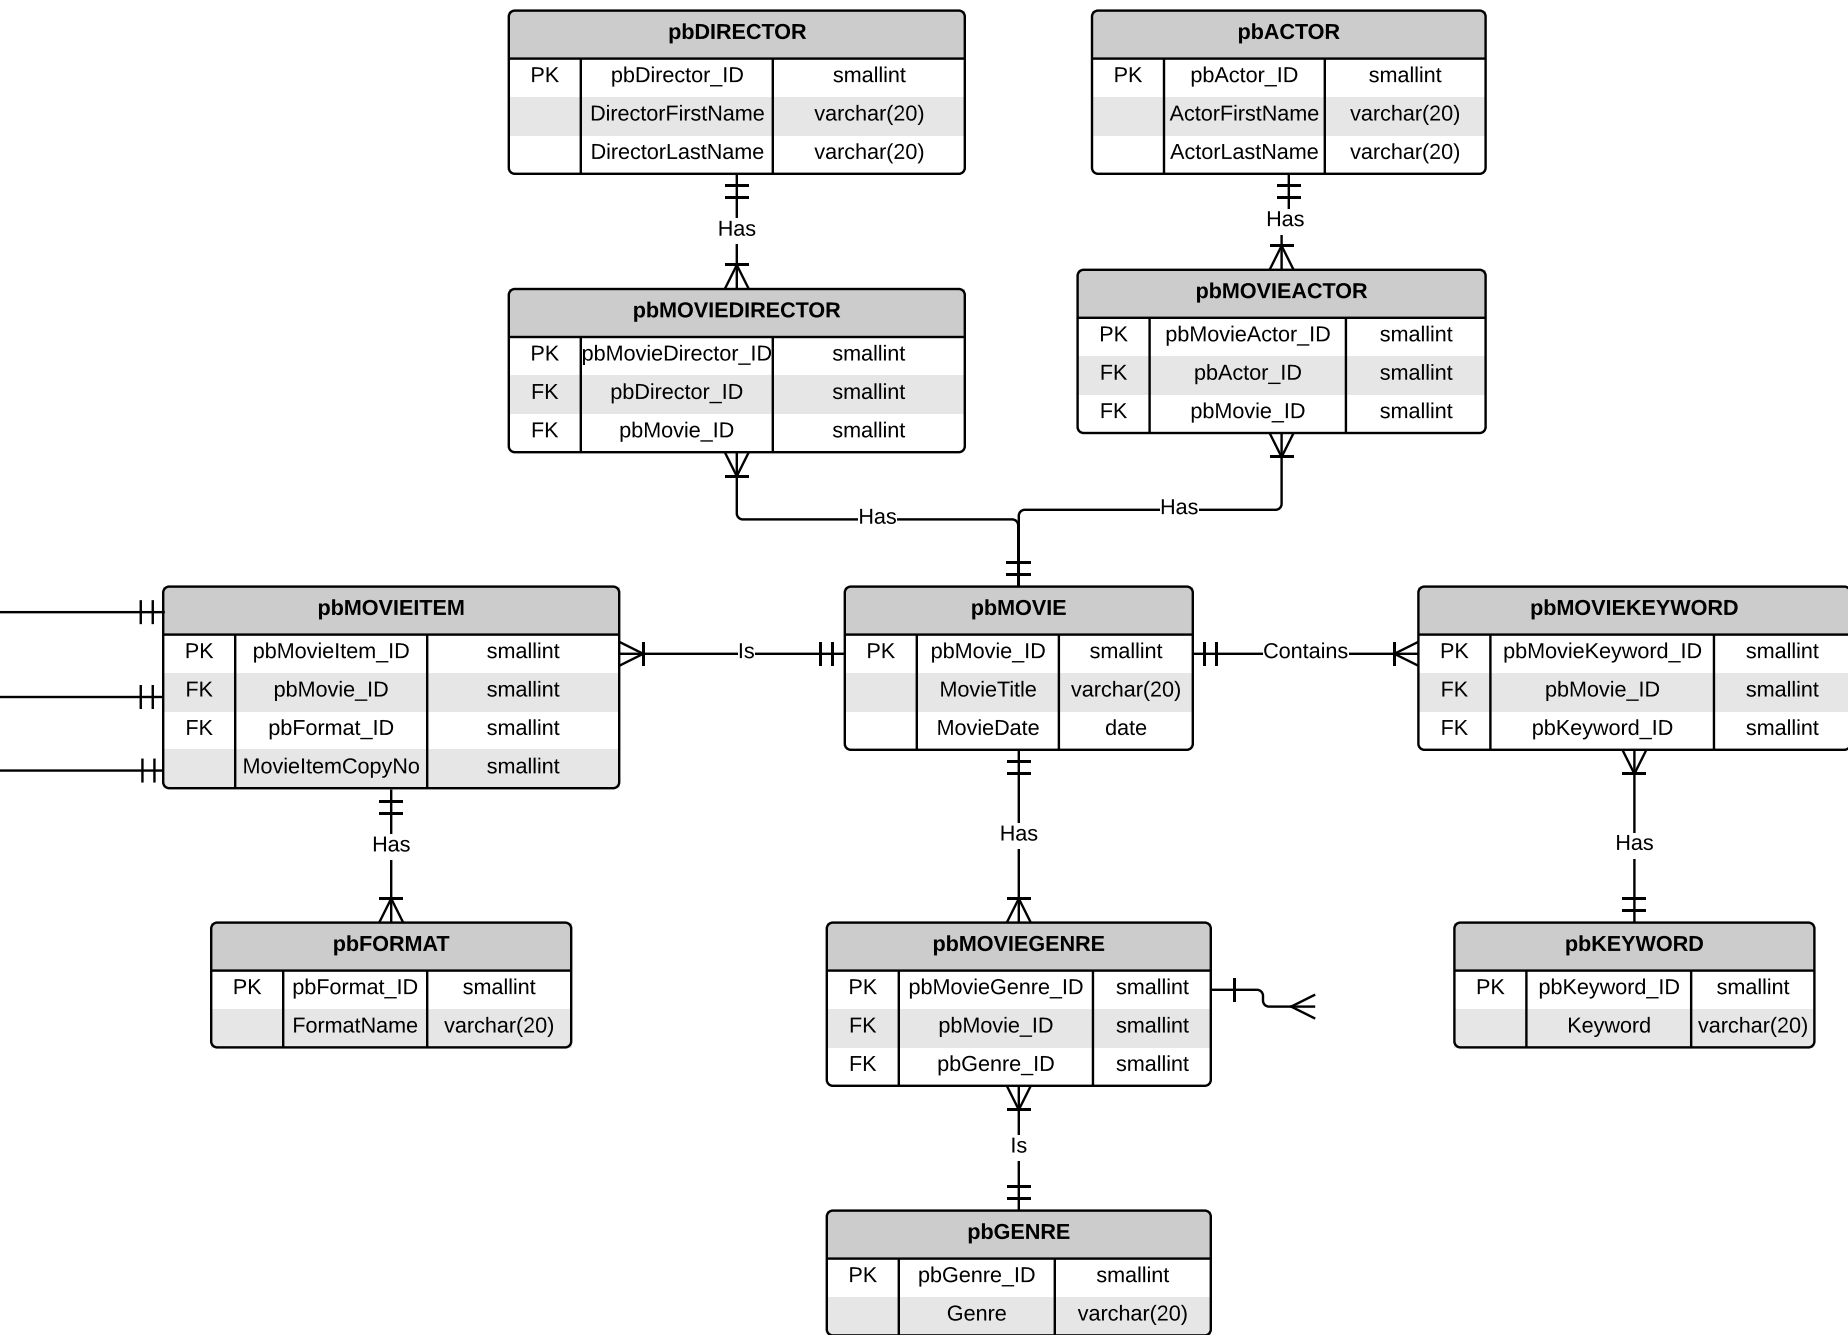 pbDIRECTOR
PK pbDirector_ID smallint
DirectorFirstName varchar(20)
DirectorLastName varchar(20)
pbACTOR
PK pbActor_ID smallint
ActorFirstName varchar(20)
ActorLastName varchar(20)
Has
Has
pbMOVIEDIRECTOR
PK pbMovieDirector_ID smallint
FK pbDirector_ID smallint
FK pbMovie_ID smallint
pbMOVIEACTOR
PK pbMovieActor_ID smallint
FK pbActor_ID smallint
FK pbMovie_ID smallint
Has
Has
pbMOVIEITEM
PK pbMovieItem_ID smallint
FK pbMovie_ID smallint
FK pbFormat_ID smallint
MovieItemCopyNo smallint
Is
pbMOVIE
PK pbMovie_ID smallint
MovieTitle varchar(20)
MovieDate date
Contains
pbMOVIEKEYWORD
PK pbMovieKeyword_ID smallint
FK pbMovie_ID smallint
FK pbKeyword_ID smallint
Has
Has
Has
pbFORMAT
PK pbFormat_ID smallint
FormatName varchar(20)
pbMOVIEGENRE
PK pbMovieGenre_ID smallint
FK pbMovie_ID smallint
FK pbGenre_ID smallint
pbKEYWORD
PK pbKeyword_ID smallint
Keyword varchar(20)
Is
pbGENRE
PK pbGenre_ID smallint
Genre varchar(20)